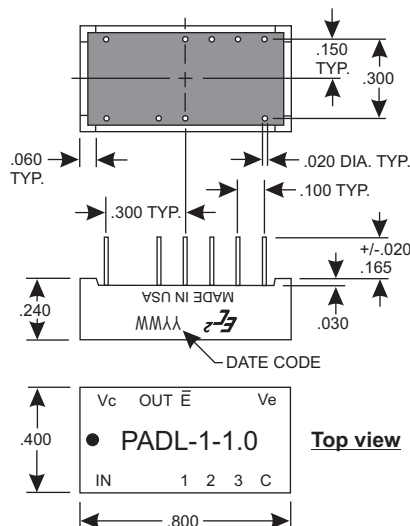 .150
TYP.
.300
.060
TYP.
.020 DIA. TYP.
.100 TYP.
.300 TYP.
+/-.020
.165
.240
MADE IN USA
YYWW
EC²
.030
DATE CODE
Vc OUT E̅ Ve
.400
PADL-1-1.0
Top view
IN 1 2 3 C
.800